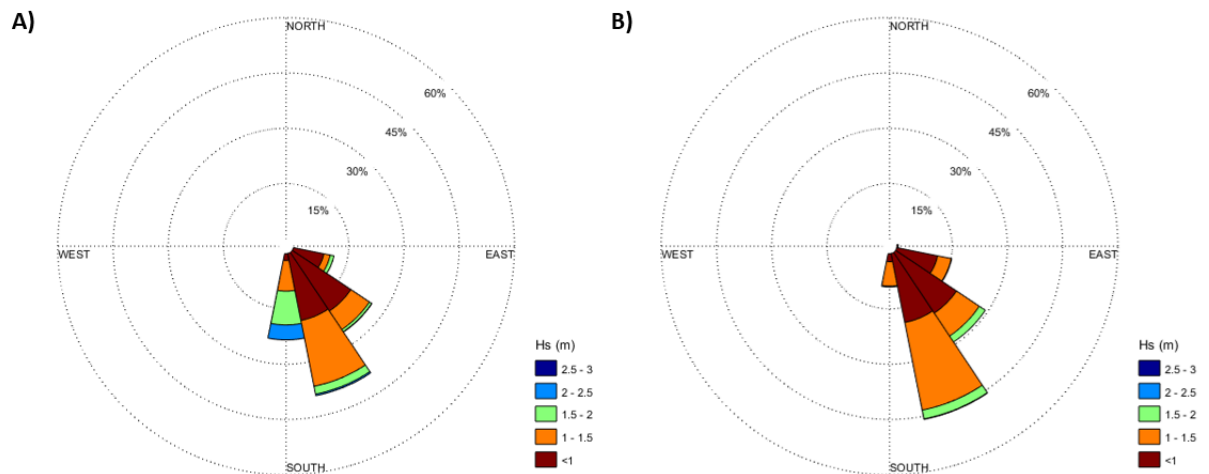 A)
NORTH
60%
45%
30%
15%
WEST
EAST
SOUTH
Hs (m)
2.5 - 3
2 - 2.5
1.5 - 2
1 - 1.5
<1
B)
NORTH
60%
45%
30%
15%
WEST
EAST
SOUTH
Hs (m)
2.5 - 3
2 - 2.5
1.5 - 2
1 - 1.5
<1